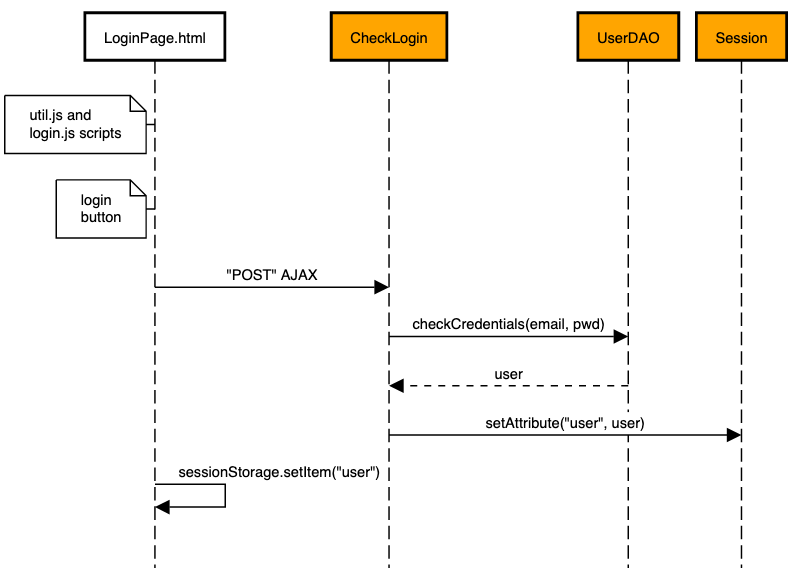 LoginPage.html
CheckLogin
UserDAO
Session
util.js and
login.js scripts
login
button
"POST" AJAX
checkCredentials(email, pwd)
user
setAttribute("user", user)
sessionStorage.setItem("user")